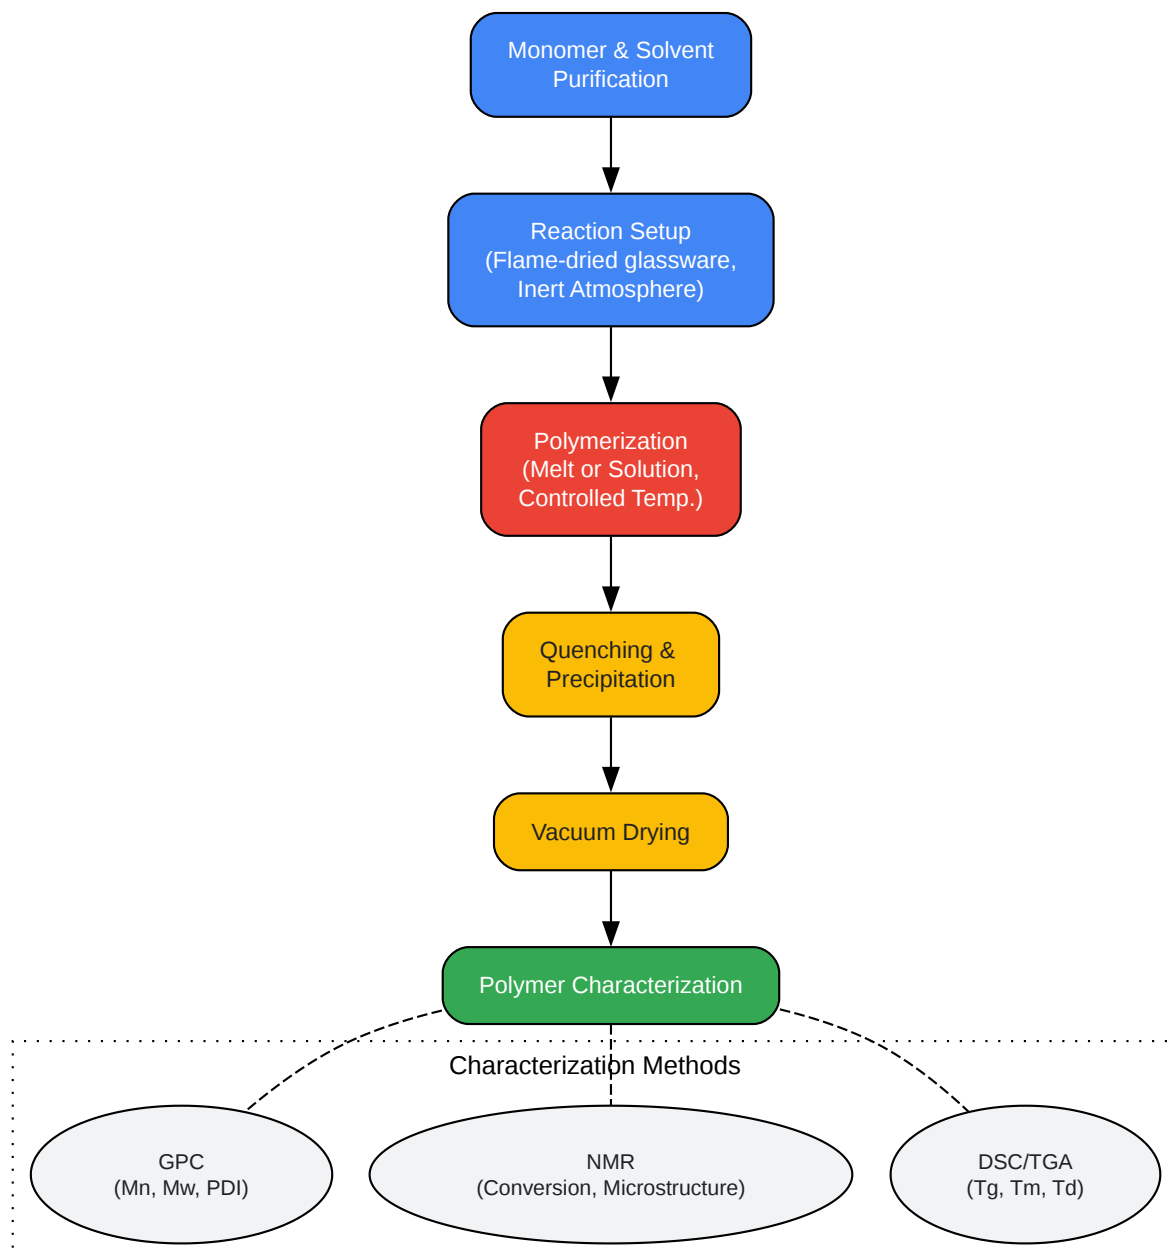 Monomer & Solvent
Purification
Reaction Setup
(Flame-dried glassware,
Inert Atmosphere)
Polymerization
(Melt or Solution,
Controlled Temp.)
Quenching &
Precipitation
Vacuum Drying
Polymer Characterization
Characterization Methods
GPC
(Mn, Mw, PDI)
NMR
(Conversion, Microstructure)
DSC/TGA
(Tg, Tm, Td)